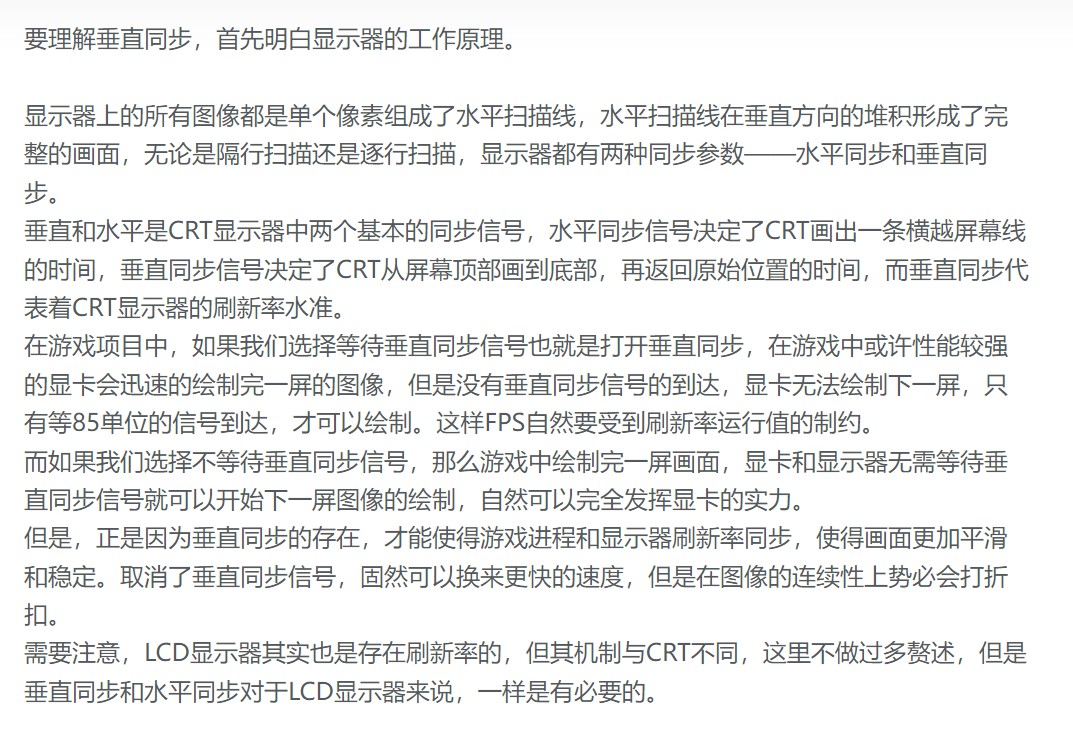 要理解垂直同步，首先明白显示器的工作原理。
显示器上的所有图像都是单个像素组成了水平扫描线，水平扫描线在垂直方向的堆积形成了完
整的画面，无论是隔行扫描还是逐行扫描，显示器都有两种同步参数——水平同步和垂直同
步。
垂直和水平是CRT显示器中两个基本的同步信号，水平同步信号决定了CRT画出一条横越屏幕线
的时间，垂直同步信号决定了CRT从屏幕顶部画到底部，再返回原始位置的时间，而垂直同步代
表着CRT显示器的刷新率水准。
在游戏项目中，如果我们选择等待垂直同步信号也就是打开垂直同步，在游戏中或许性能较强
的显卡会迅速的绘制完一屏的图像，但是没有垂直同步信号的到达，显卡无法绘制下一屏，只
有等85单位的信号到达，才可以绘制。这样FPS自然要受到刷新率运行值的制约。
而如果我们选择不等待垂直同步信号，那么游戏中绘制完一屏画面，显卡和显示器无需等待垂
直同步信号就可以开始下一屏图像的绘制，自然可以完全发挥显卡的实力。
但是，正是因为垂直同步的存在，才能使得游戏进程和显示器刷新率同步，使得画面更加平滑
和稳定。取消了垂直同步信号，固然可以换来更快的速度，但是在图像的连续性上势必会打折
扣。
需要注意，LCD显示器其实也是存在刷新率的，但其机制与CRT不同，这里不做过多赘述，但是
垂直同步和水平同步对于LCD显示器来说，一样是有必要的。